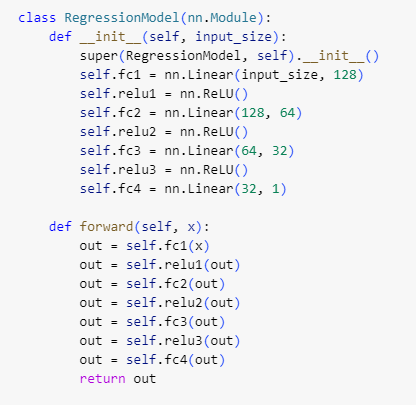 class RegressionModel(nn.Module):
    def __init__(self, input_size):
        super(RegressionModel, self).__init__()
        self.fc1 = nn.Linear(input_size, 128)
        self.relu1 = nn.ReLU()
        self.fc2 = nn.Linear(128, 64)
        self.relu2 = nn.ReLU()
        self.fc3 = nn.Linear(64, 32)
        self.relu3 = nn.ReLU()
        self.fc4 = nn.Linear(32, 1)

    def forward(self, x):
        out = self.fc1(x)
        out = self.relu1(out)
        out = self.fc2(out)
        out = self.relu2(out)
        out = self.fc3(out)
        out = self.relu3(out)
        out = self.fc4(out)
        return out